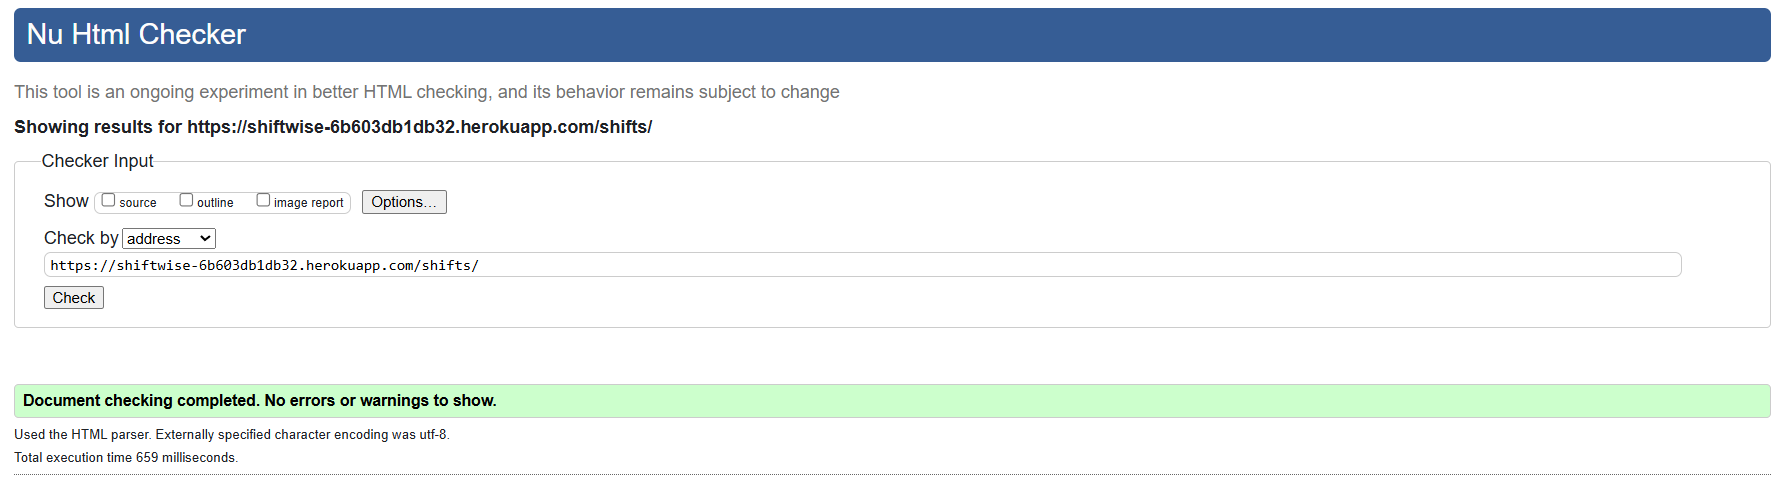 Nu Html Checker
This tool is an ongoing experiment in better HTML checking, and its behavior remains subject to change
Showing results for https://shiftwise-6b603db1db32.herokuapp.com/shifts/
Checker Input
Show source outline image report Options...
Check by address
https://shiftwise-6b603db1db32.herokuapp.com/shifts/
Check
Document checking completed. No errors or warnings to show.
Used the HTML parser. Externally specified character encoding was utf-8.
Total execution time 659 milliseconds.